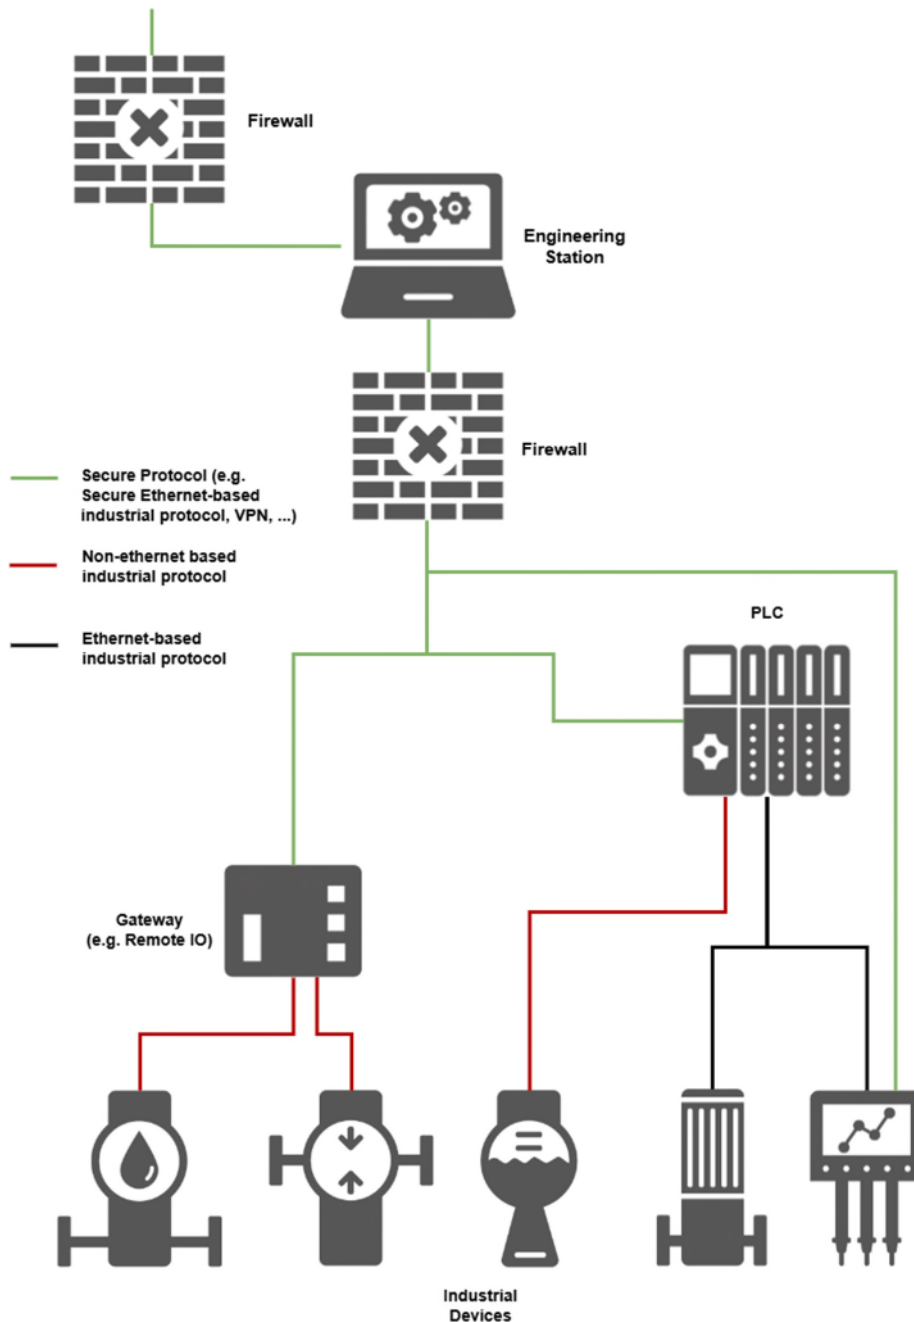 Firewall
Engineering
Station
Firewall
Secure Protocol (e.g.
Secure Ethernet-based
industrial protocol, VPN, ...)
Non-ethernet based
industrial protocol
Ethernet-based
industrial protocol
PLC
Gateway
(e.g. Remote IO)
Industrial
Devices